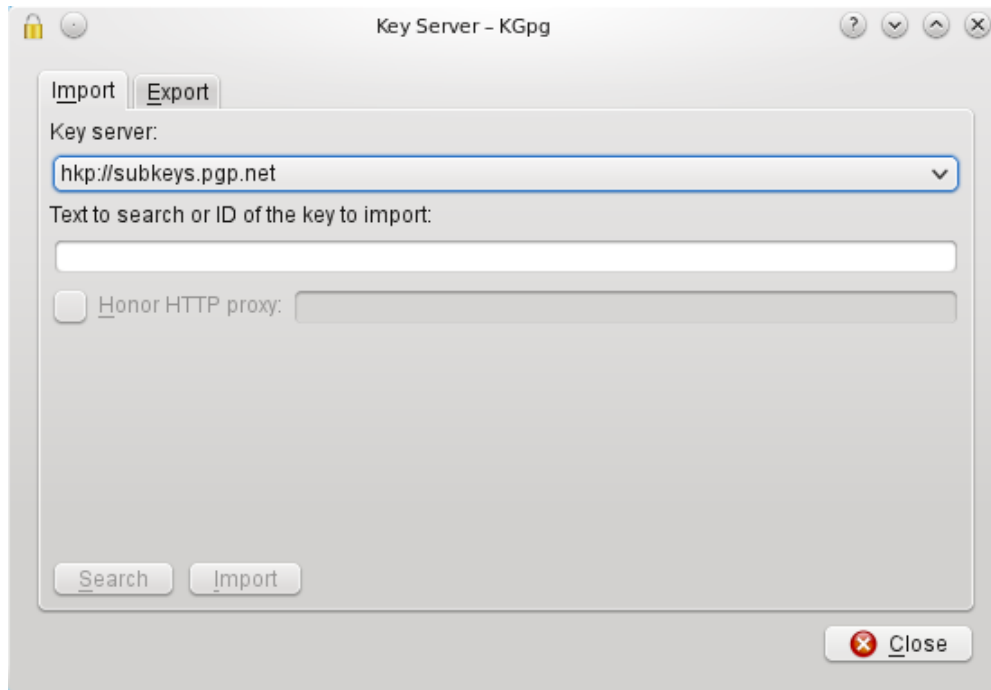 Key Server – KGpg
Import Export
Key server:
hkp://subkeys.pgp.net
Text to search or ID of the key to import:
Honor HTTP proxy:
Search Import
Close